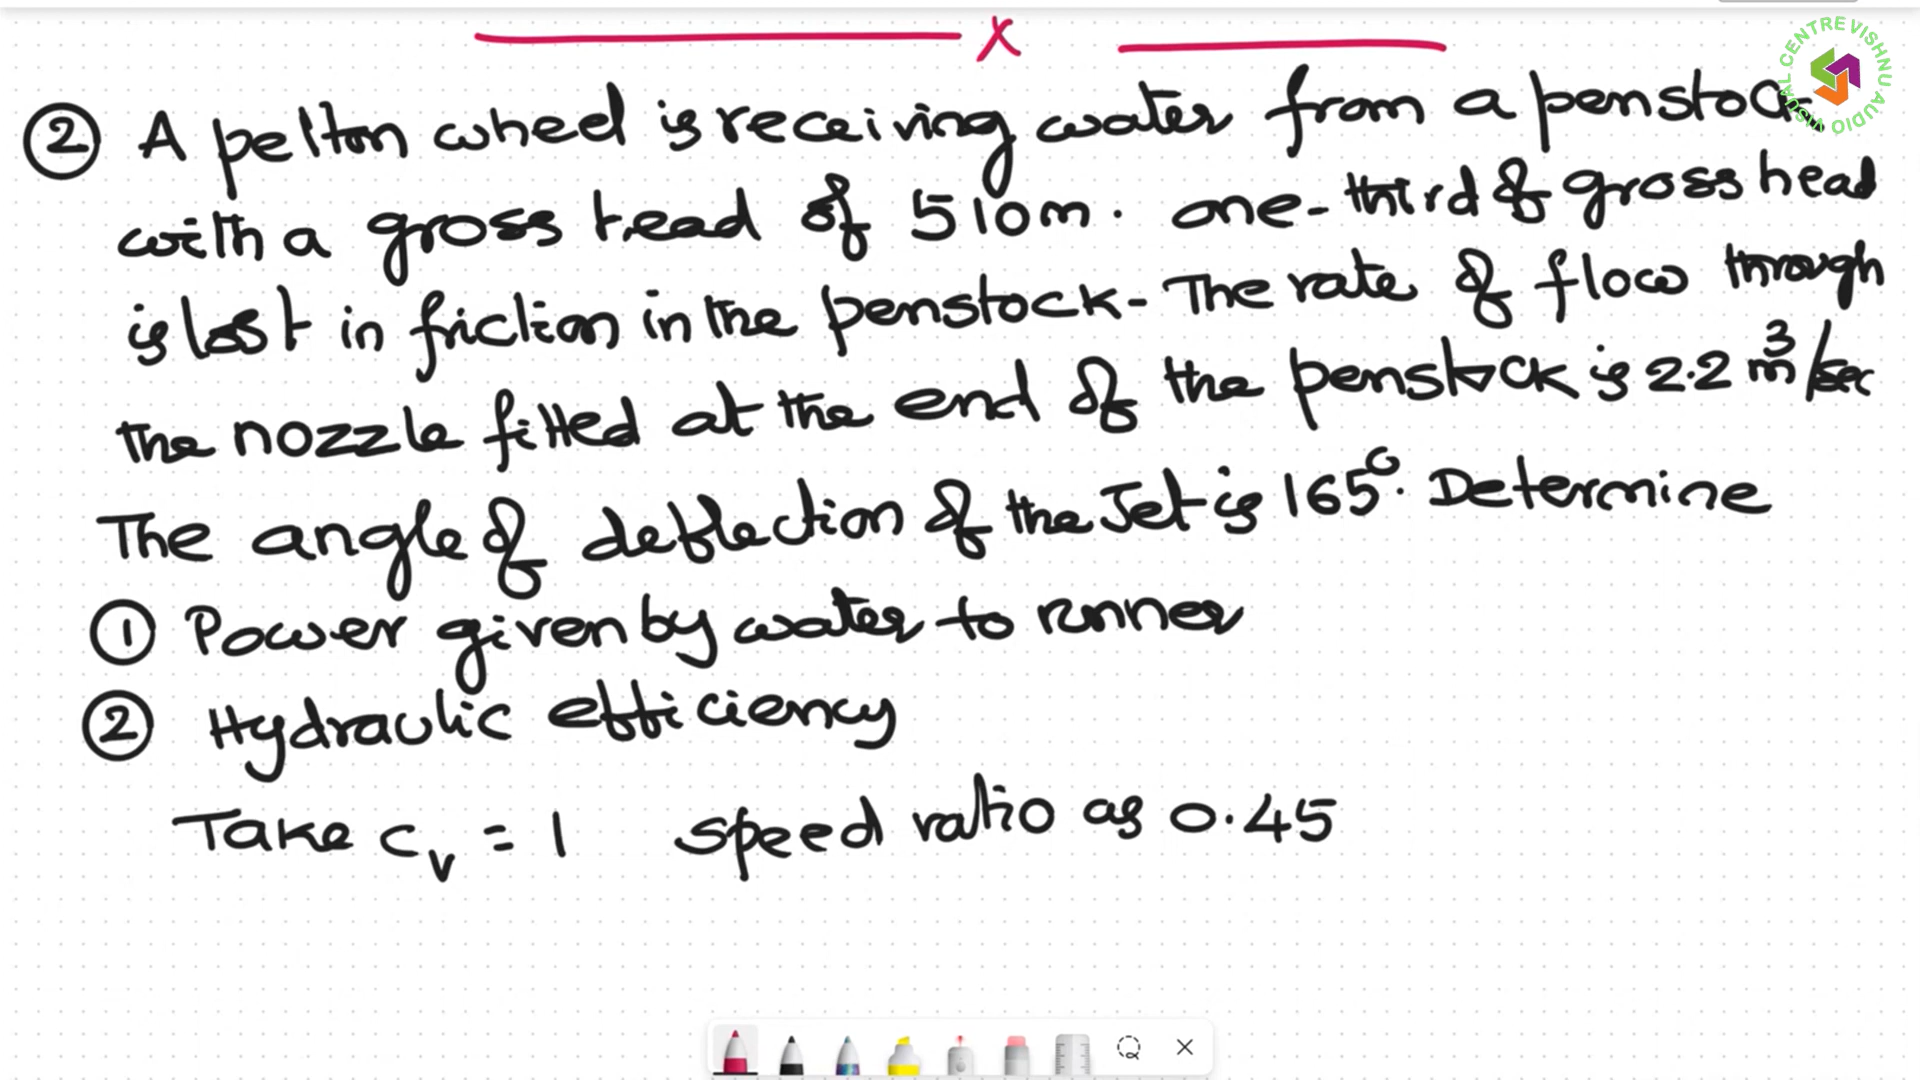 ② A pelton wheel is receiving water from a penstock
with a gross head of 510m. one-third of gross head
is lost in friction in the penstock. The rate of flow through
the nozzle fitted at the end of the penstock is 2.2 m³/sec
The angle of deflection of the Jet is 165°. Determine
① Power given by water to runner
② Hydraulic efficiency
Take Cv = 1 speed ratio as 0.45
VISHNU AUDIO VISUAL CENTRE